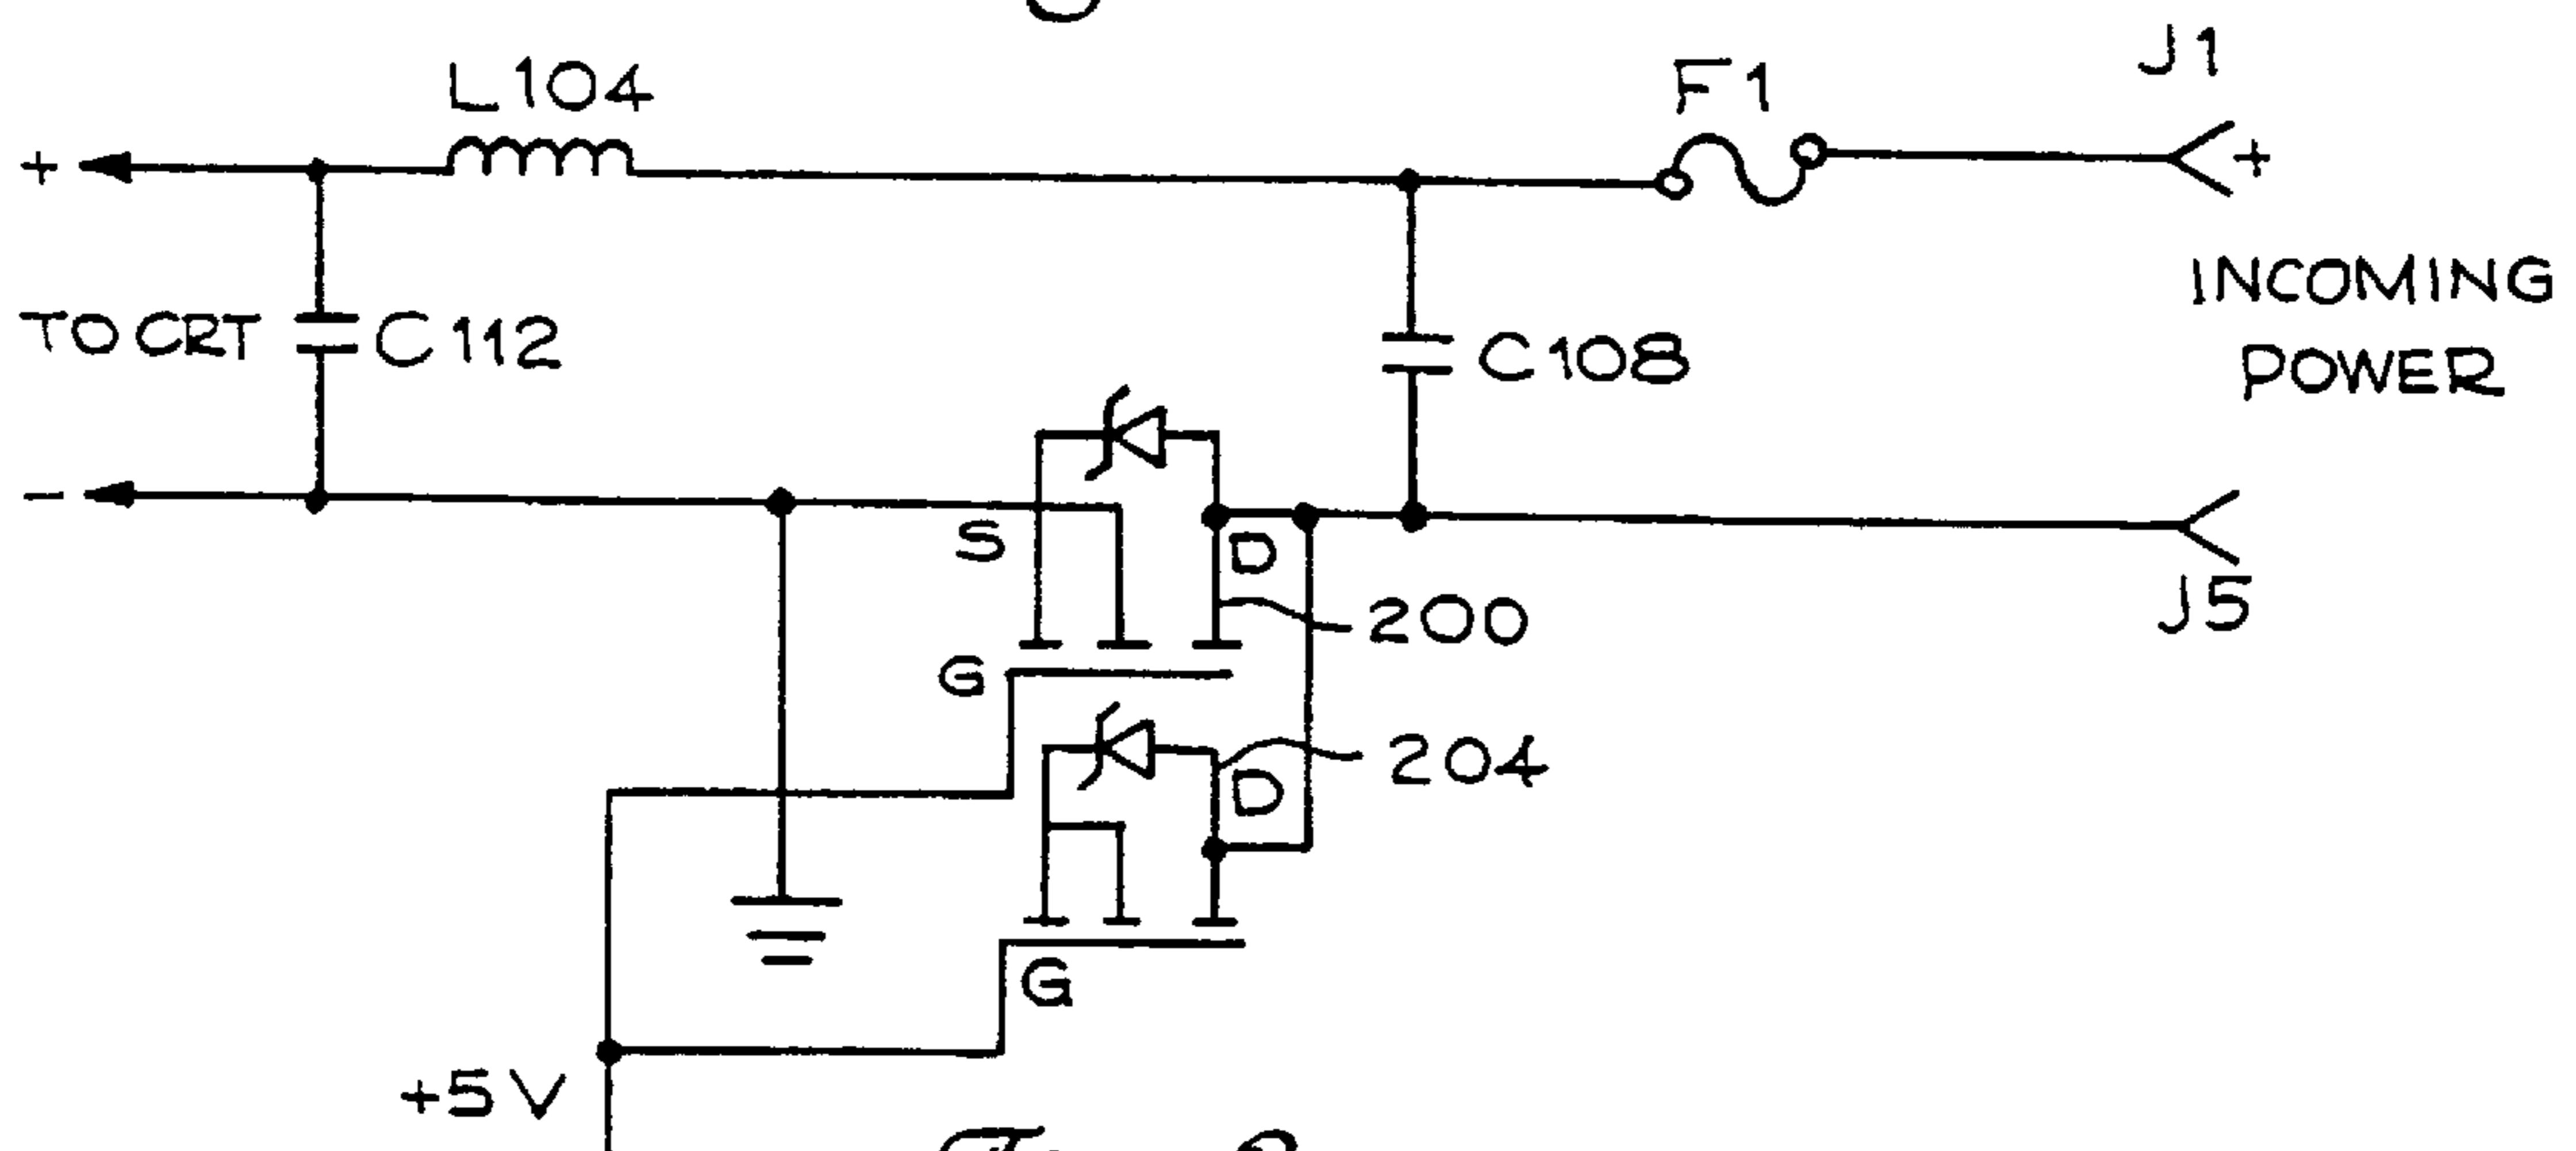 J1
L104
F1
+
+
INCOMING
POWER
TO CRT
C112
C108
-
S
D
J5
200
G
204
D
G
+5V